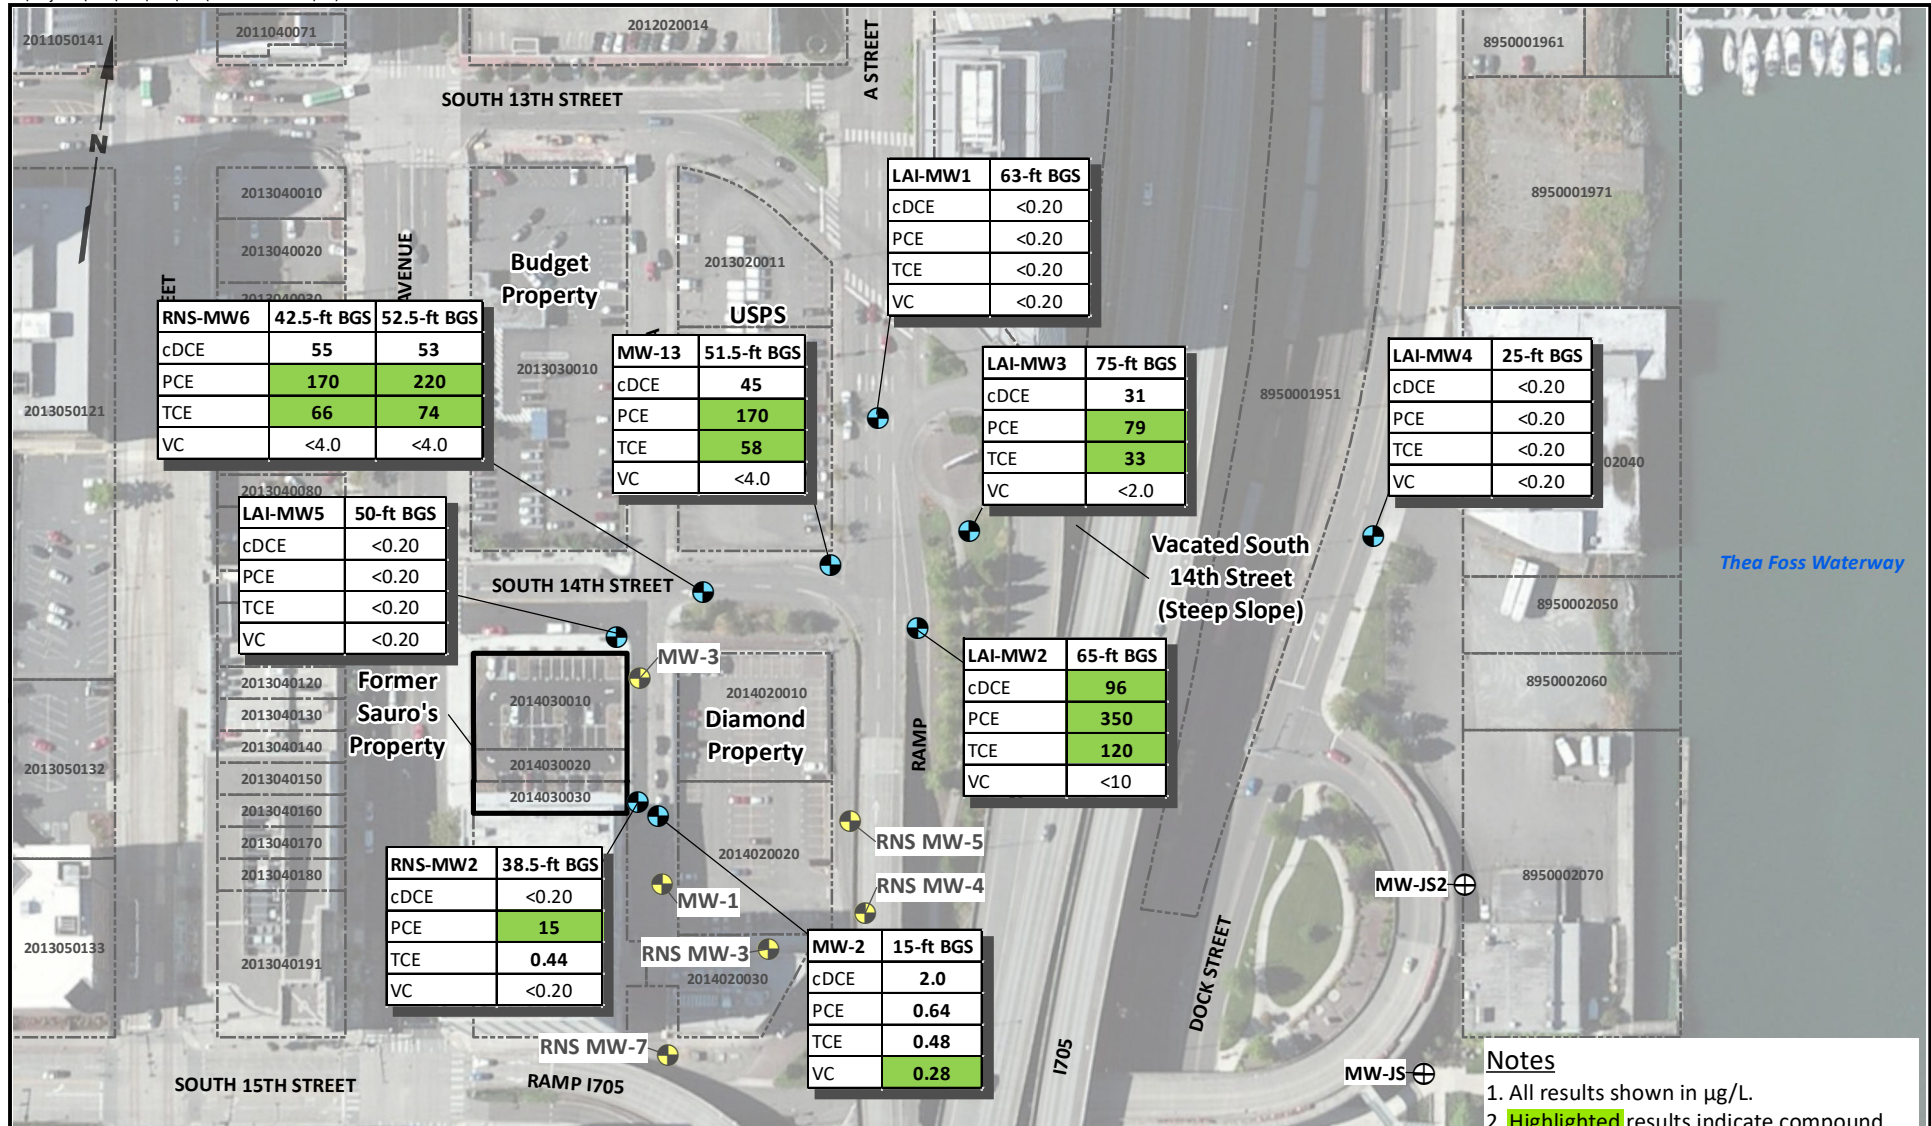 2011050141
2011040071
2012020014
A STREET
8950001961
SOUTH 13TH STREET
N
2013040010
2013040020
2013040030
AVENUE
Budget
Property
2013020011
USPS
2013030010
8950001971
8950001951
LAI-MW1 63-ft BGS
cDCE <0.20
PCE <0.20
TCE <0.20
VC <0.20
RNS-MW6 42.5-ft BGS 52.5-ft BGS
cDCE 55 53
PCE 170 220
TCE 66 74
VC <4.0 <4.0
MW-13 51.5-ft BGS
cDCE 45
PCE 170
TCE 58
VC <4.0
LAI-MW3 75-ft BGS
cDCE 31
PCE 79
TCE 33
VC <2.0
LAI-MW4 25-ft BGS
cDCE <0.20
PCE <0.20
TCE <0.20
VC <0.20
2013050121
2013040080
LAI-MW5 50-ft BGS
cDCE <0.20
PCE <0.20
TCE <0.20
VC <0.20
SOUTH 14TH STREET
Vacated South
14th Street
(Steep Slope)
Thea Foss Waterway
8950002050
8950002060
MW-3
2013040120
2013040130
2013040140
2013040150
2013040160
2013040170
2013040180
2013040191
2013050132
2013050133
Former
Sauro's
Property
2014030010
2014030020
2014030030
2014020010
Diamond
Property
2014020020
RAMP
LAI-MW2 65-ft BGS
cDCE 96
PCE 350
TCE 120
VC <10
RNS MW-5
RNS MW-4
MW-1
RNS MW-3
2014020030
RNS-MW2 38.5-ft BGS
cDCE <0.20
PCE 15
TCE 0.44
VC <0.20
MW-2 15-ft BGS
cDCE 2.0
PCE 0.64
TCE 0.48
VC 0.28
MW-JS2
8950002070
DOCK STREET
I705
RNS MW-7
SOUTH 15TH STREET
RAMP I705
MW-JS
Notes
1. All results shown in µg/L.
2. Highlighted results indicate compound